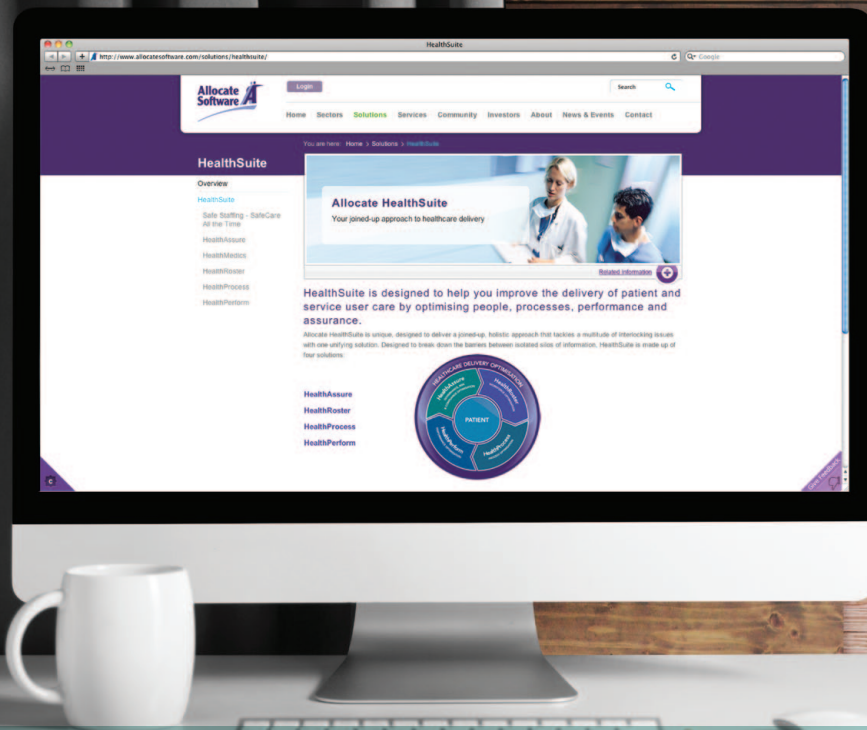 HealthSuite
http://www.allocatesoftware.com/solutions/healthsuite/
Google
Allocate
Software
Login
Search
Home Sectors Solutions Services Community Investors About News & Events Contact
You are here: Home > Solutions > HealthSuite
HealthSuite
Overview
HealthSuite
Safe Staffing - SafeCare
All the Time
HealthAssure
HealthMedics
HealthRoster
HealthProcess
HealthPerform
Allocate HealthSuite
Your joined-up approach to healthcare delivery
Related Information
HealthSuite is designed to help you improve the delivery of patient and
service user care by optimising people, processes, performance and
assurance.
Allocate HealthSuite is unique, designed to deliver a joined-up, holistic approach that tackles a multitude of interlocking issues
with one unifying solution. Designed to break down the barriers between isolated silos of information, HealthSuite is made up of
four solutions:
HealthAssure
HealthRoster
HealthProcess
HealthPerform
HEALTHCARE DELIVERY OPTIMISATION
HealthAssure
HealthRoster
PATIENT
HealthPerform
HealthProcess